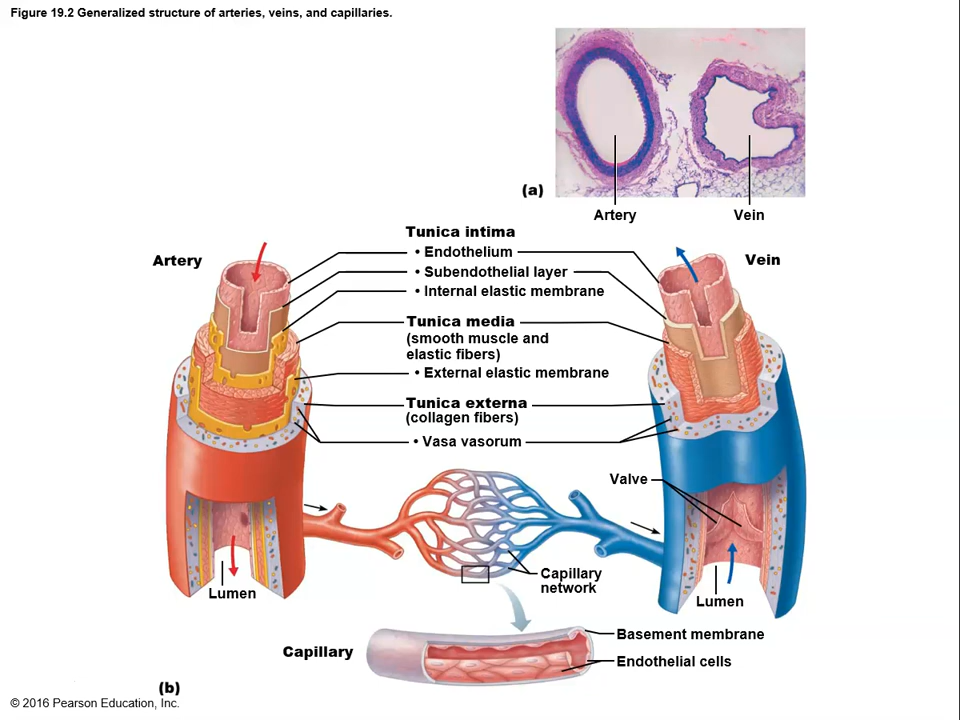 Figure 19.2 Generalized structure of arteries, veins, and capillaries.
(a)
Artery
Vein
Tunica intima
• Endothelium
• Subendothelial layer
• Internal elastic membrane
Artery
Vein
Tunica media
(smooth muscle and
elastic fibers)
• External elastic membrane
Tunica externa
(collagen fibers)
• Vasa vasorum
Valve
Lumen
Capillary
network
Lumen
Basement membrane
Capillary
Endothelial cells
(b)
© 2016 Pearson Education, Inc.